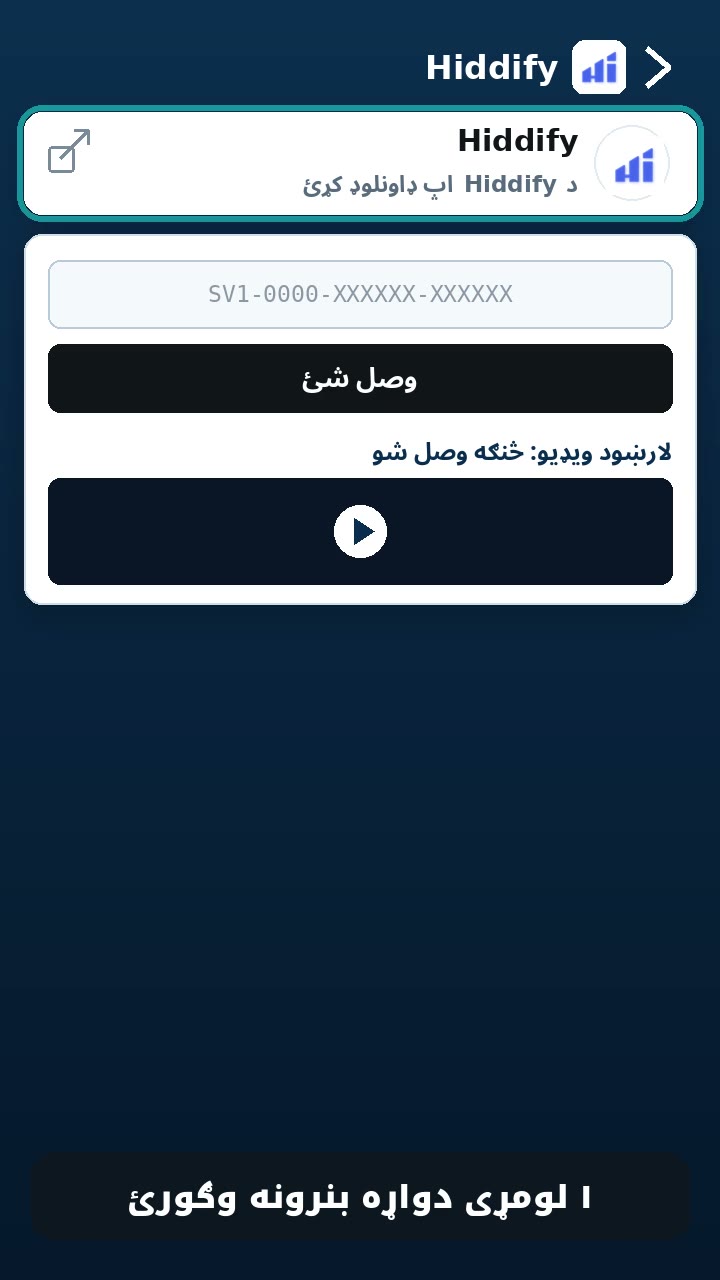 Hiddify
Hiddify
د Hiddify اپ ډاونلوډ کړئ
SV1-0000-XXXXXX-XXXXXX
وصل شئ
لارښود ویډیو: څنګه وصل شو
۱ لومړی دواړه بنرونه وګورئ